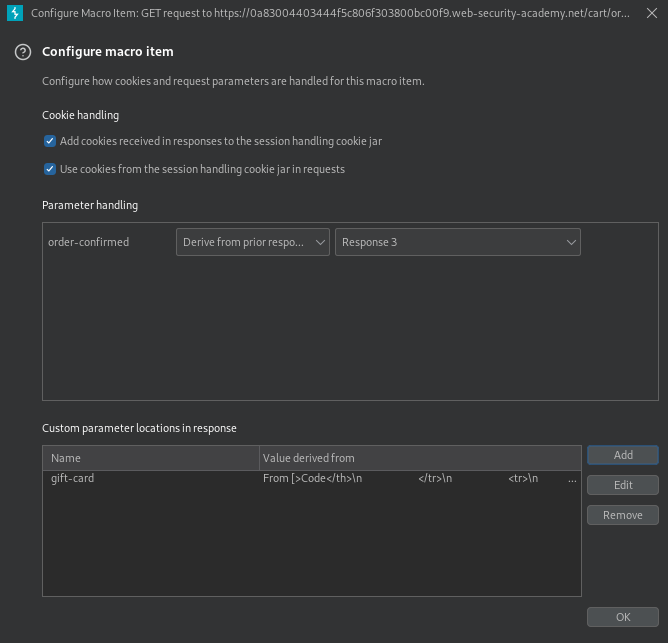 Configure Macro Item: GET request to https://0a83004403444f5c806f303800bc00f9.web-security-academy.net/cart/or...
Configure macro item
Configure how cookies and request parameters are handled for this macro item.
Cookie handling
Add cookies received in responses to the session handling cookie jar
Use cookies from the session handling cookie jar in requests
Parameter handling
order-confirmed Derive from prior respo... Response 3
Custom parameter locations in response
Name Value derived from
gift-card From [>Code</th>\n </tr>\n <tr>\n ...
Add
Edit
Remove
OK